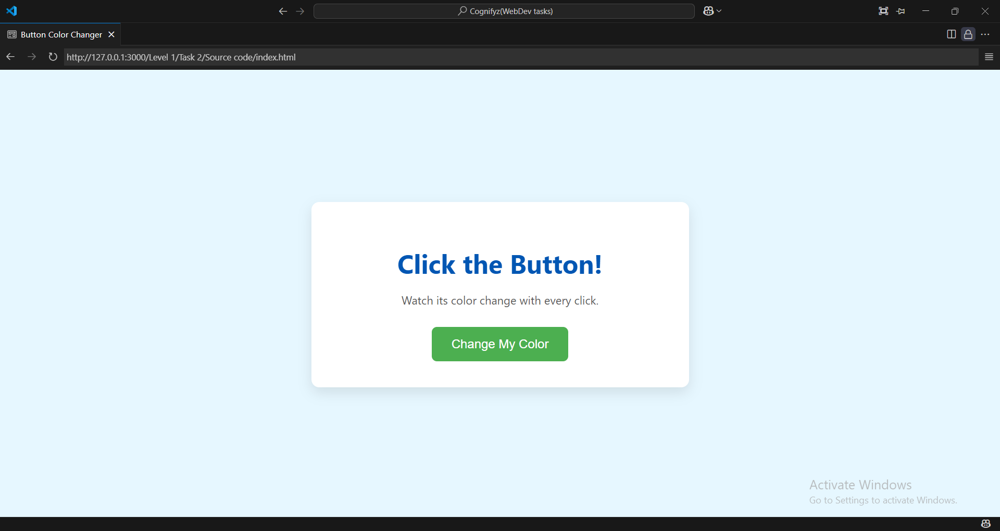 Cognifyz(WebDev tasks)
Button Color Changer
http://127.0.0.1:3000/Level 1/Task 2/Source code/index.html
Click the Button!
Watch its color change with every click.
Change My Color
Activate Windows
Go to Settings to activate Windows.